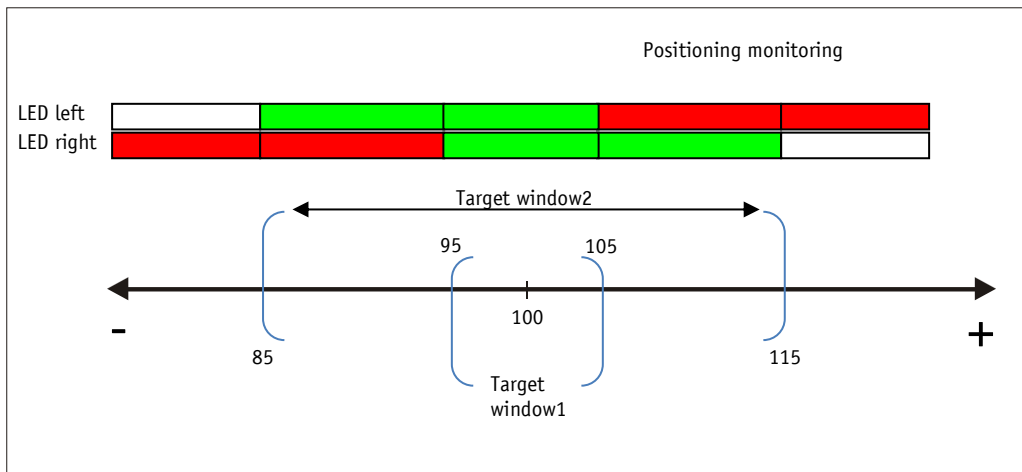 Positioning monitoring
LED left
LED right
Target window2
95
105
100
-
+
85
115
Target
window1